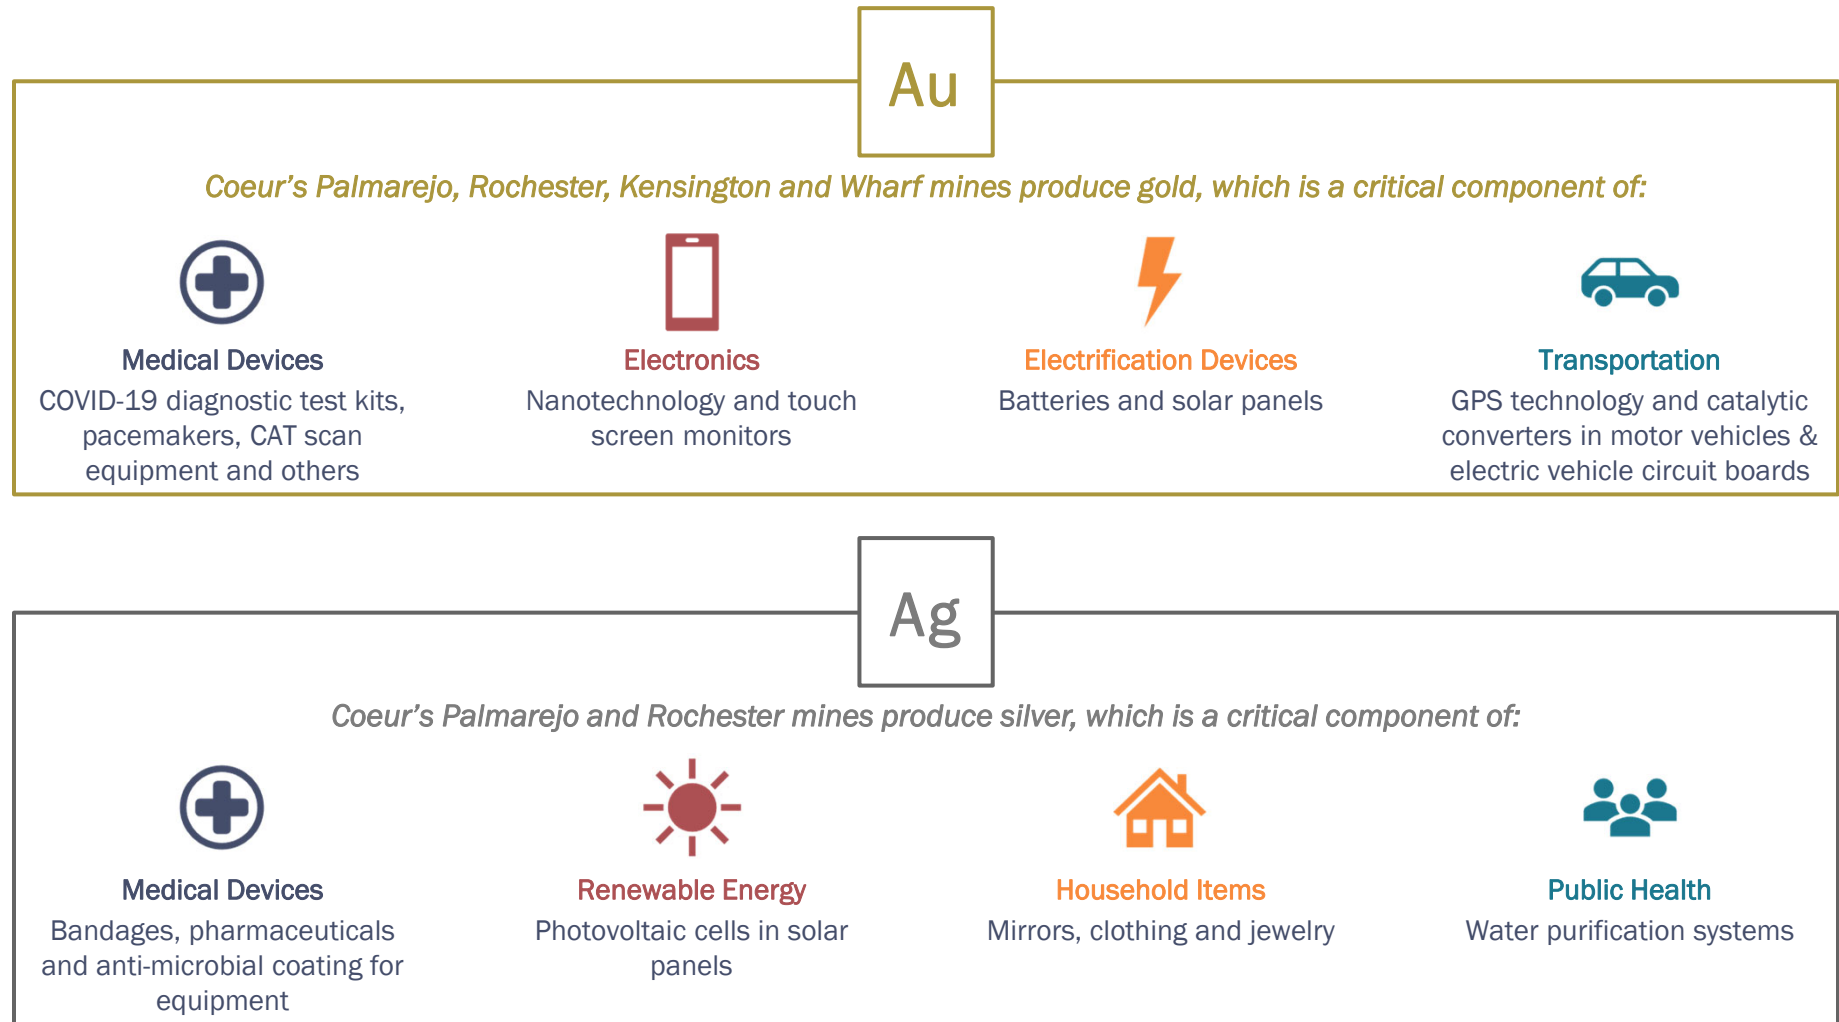 Au
Coeur's Palmarejo, Rochester, Kensington and Wharf mines produce gold, which is a critical component of:
Medical Devices
COVID-19 diagnostic test kits,
pacemakers, CAT scan
equipment and others
Electronics
Nanotechnology and touch
screen monitors
Electrification Devices
Batteries and solar panels
Transportation
GPS technology and catalytic
converters in motor vehicles &
electric vehicle circuit boards
Ag
Coeur's Palmarejo and Rochester mines produce silver, which is a critical component of:
Medical Devices
Bandages, pharmaceuticals
and anti-microbial coating for
equipment
Renewable Energy
Photovoltaic cells in solar
panels
Household Items
Mirrors, clothing and jewelry
Public Health
Water purification systems